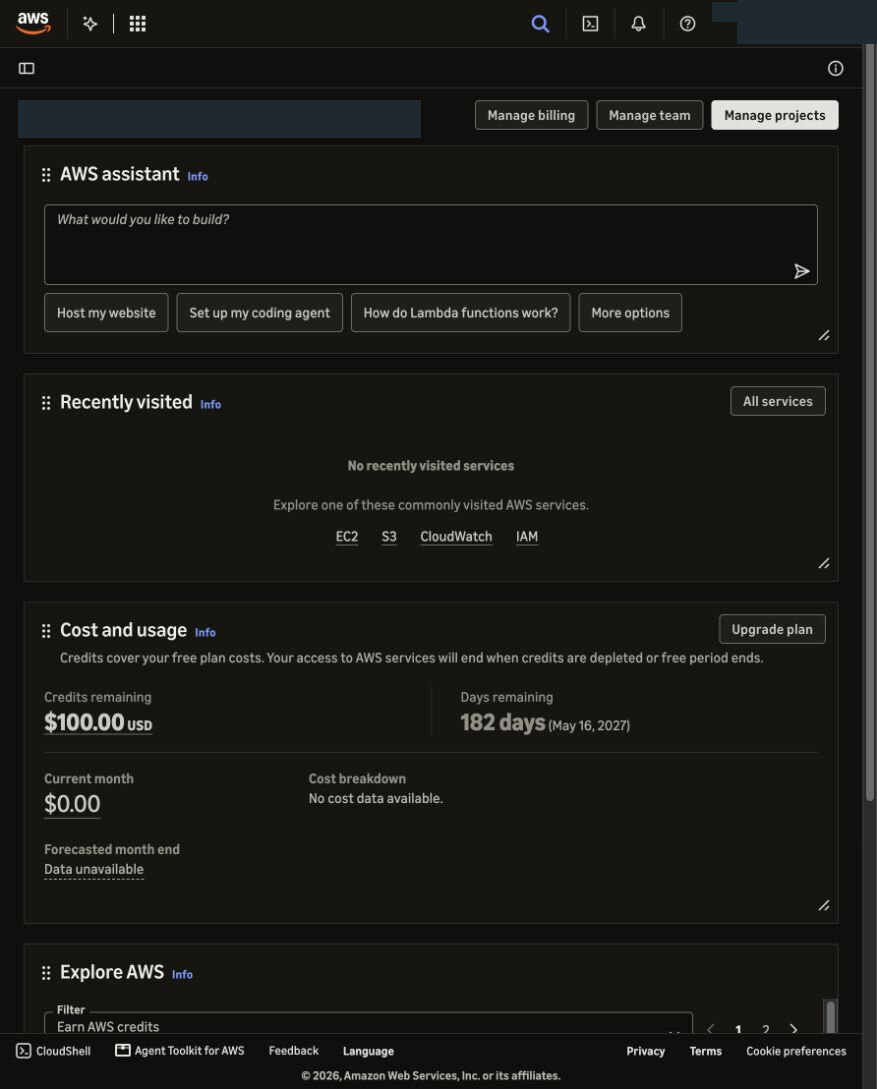 aws
Manage billing
Manage team
Manage projects
AWS assistant Info
What would you like to build?
Host my website
Set up my coding agent
How do Lambda functions work?
More options
Recently visited Info
All services
No recently visited services
Explore one of these commonly visited AWS services.
EC2 S3 CloudWatch IAM
Cost and usage Info
Upgrade plan
Credits cover your free plan costs. Your access to AWS services will end when credits are depleted or free period ends.
Credits remaining
$100.00 USD
Days remaining
182 days (May 16, 2027)
Current month
$0.00
Cost breakdown
No cost data available.
Forecasted month end
Data unavailable
Explore AWS Info
Filter
Earn AWS credits
1 2
CloudShell Agent Toolkit for AWS Feedback Language Privacy Terms Cookie preferences
© 2026, Amazon Web Services, Inc. or its affiliates.